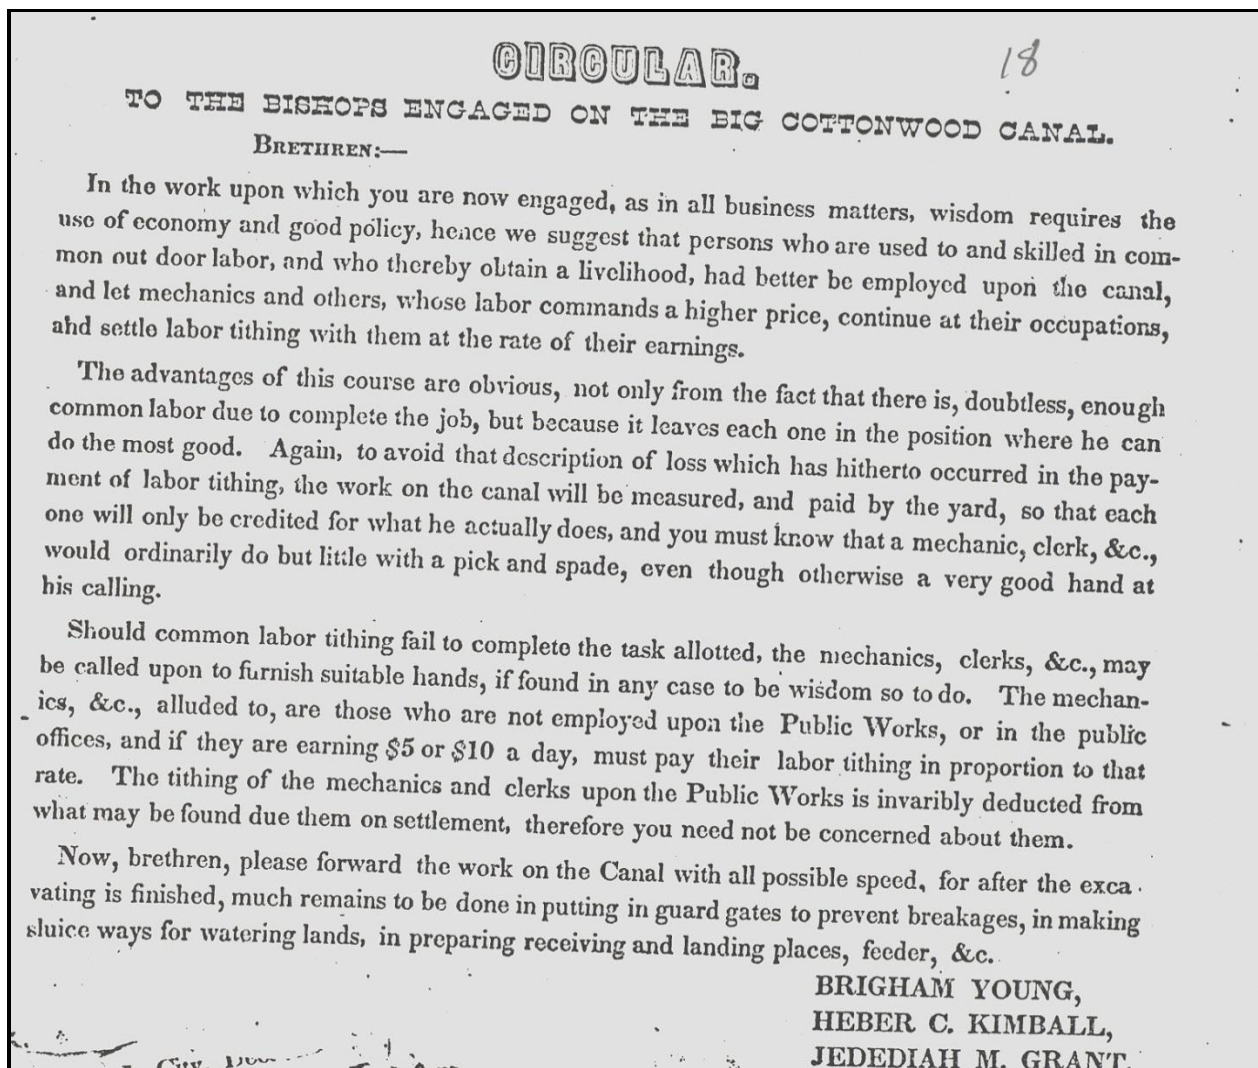 CIRCULAR.
18
TO THE BISHOPS ENGAGED ON THE BIG COTTONWOOD CANAL.
BRETHREN:—
In the work upon which you are now engaged, as in all business matters, wisdom requires the
use of economy and good policy, hence we suggest that persons who are used to and skilled in com-
mon out door labor, and who thereby obtain a livelihood, had better be employed upon the canal,
and let mechanics and others, whose labor commands a higher price, continue at their occupations,
and settle labor tithing with them at the rate of their earnings.
The advantages of this course are obvious, not only from the fact that there is, doubtless, enough
common labor due to complete the job, but because it leaves each one in the position where he can
do the most good. Again, to avoid that description of loss which has hitherto occurred in the pay-
ment of labor tithing, the work on the canal will be measured, and paid by the yard, so that each
one will only be credited for what he actually does, and you must know that a mechanic, clerk, &c.,
would ordinarily do but little with a pick and spade, even though otherwise a very good hand at
his calling.
Should common labor tithing fail to complete the task allotted, the mechanics, clerks, &c., may
be called upon to furnish suitable hands, if found in any case to be wisdom so to do. The mechan-
ics, &c., alluded to, are those who are not employed upon the Public Works, or in the public
offices, and if they are earning $5 or $10 a day, must pay their labor tithing in proportion to that
rate. The tithing of the mechanics and clerks upon the Public Works is invaribly deducted from
what may be found due them on settlement, therefore you need not be concerned about them.
Now, brethren, please forward the work on the Canal with all possible speed, for after the exca-
vating is finished, much remains to be done in putting in guard gates to prevent breakages, in making
sluice ways for watering lands, in preparing receiving and landing places, feeder, &c.
BRIGHAM YOUNG,
HEBER C. KIMBALL,
JEDEDIAH M. GRANT.